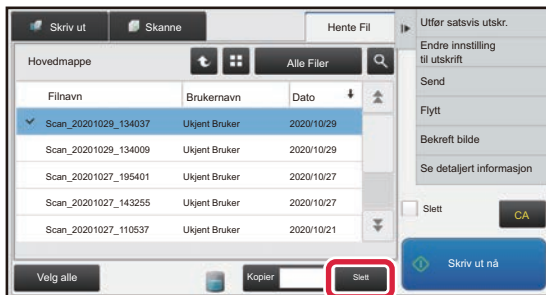 Skriv ut
Skanne
Hente Fil
Hovedmappe
Alle Filer
Filnavn
Brukernavn
Dato
Scan_20201029_134037 Ukjent Bruker 2020/10/29
Scan_20201029_134009 Ukjent Bruker 2020/10/29
Scan_20201027_195401 Ukjent Bruker 2020/10/27
Scan_20201027_143255 Ukjent Bruker 2020/10/27
Scan_20201027_110537 Ukjent Bruker 2020/10/21
Velg alle
Kopier
Slett
Utfør satsvis utskr.
Endre innstilling
til utskrift
Send
Flytt
Bekreft bilde
Se detaljert informasjon
Slett
CA
Skriv ut nå